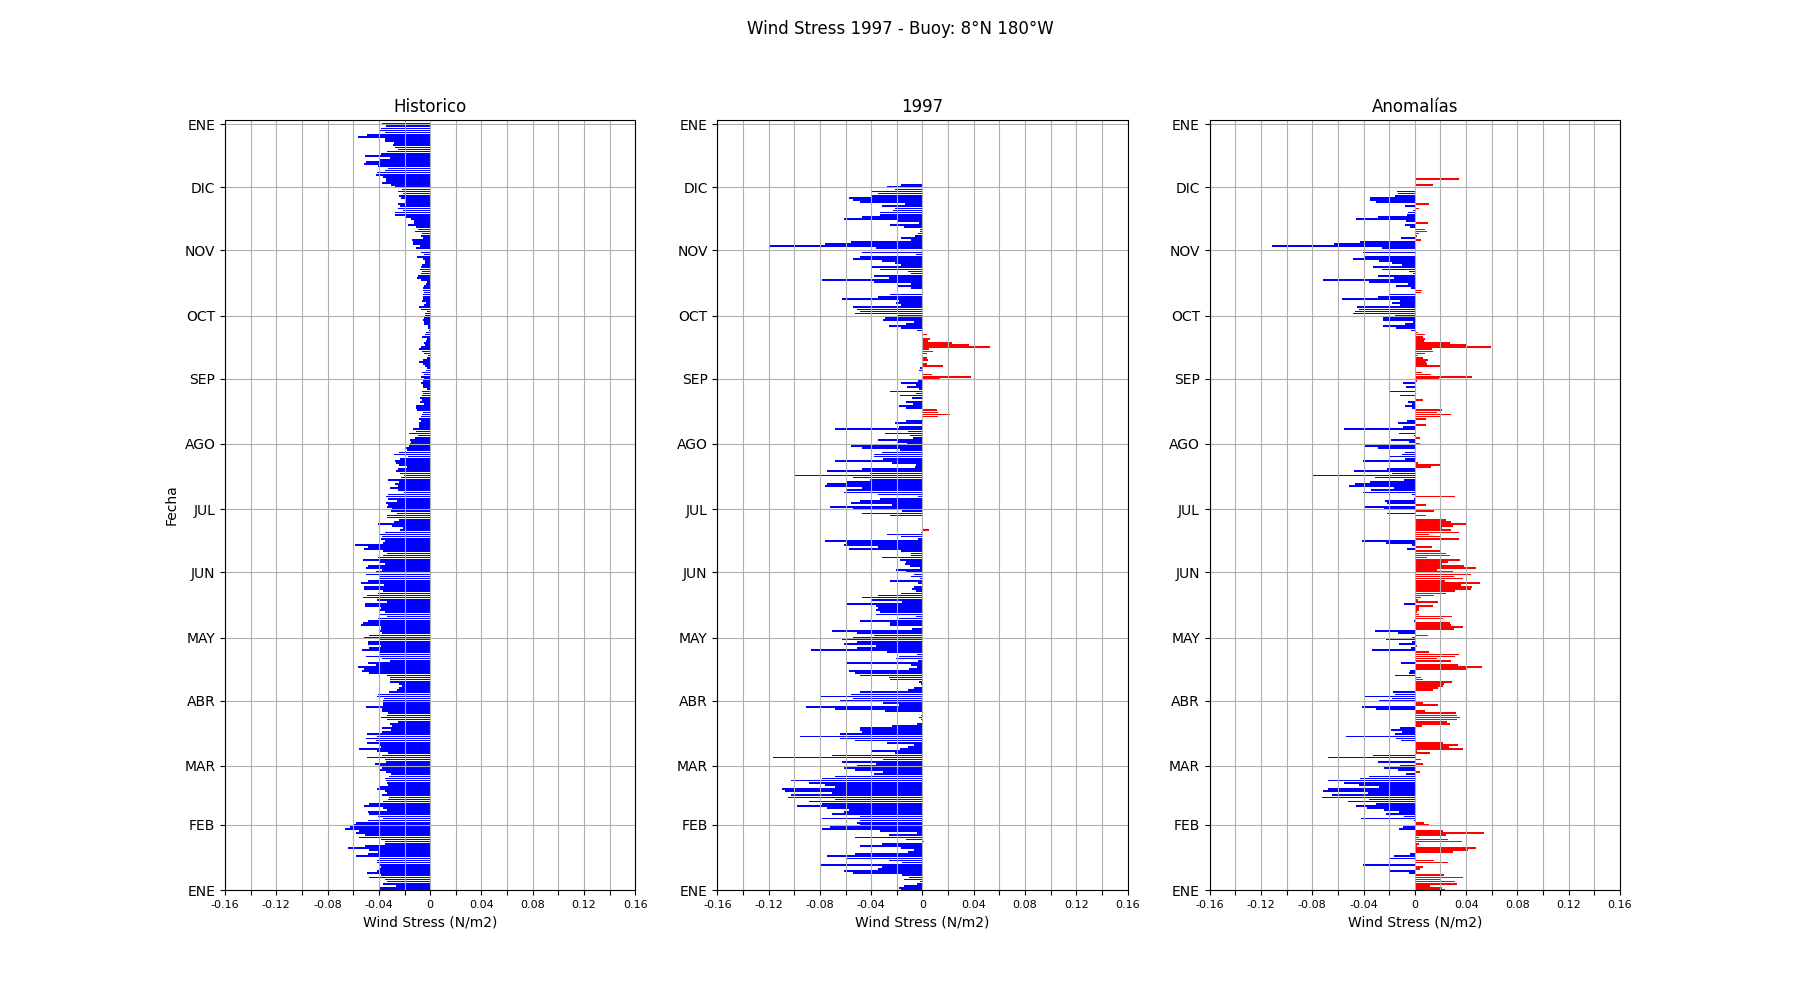 Wind Stress 1997 - Buoy: 8°N 180°W
Historico
1997
Anomalías
Fecha
ENE
DIC
NOV
OCT
SEP
AGO
JUL
JUN
MAY
ABR
MAR
FEB
ENE
-0.16 -0.12 -0.08 -0.04 0 0.04 0.08 0.12 0.16
Wind Stress (N/m2)
ENE
DIC
NOV
OCT
SEP
AGO
JUL
JUN
MAY
ABR
MAR
FEB
ENE
-0.16 -0.12 -0.08 -0.04 0 0.04 0.08 0.12 0.16
Wind Stress (N/m2)
ENE
DIC
NOV
OCT
SEP
AGO
JUL
JUN
MAY
ABR
MAR
FEB
ENE
-0.16 -0.12 -0.08 -0.04 0 0.04 0.08 0.12 0.16
Wind Stress (N/m2)